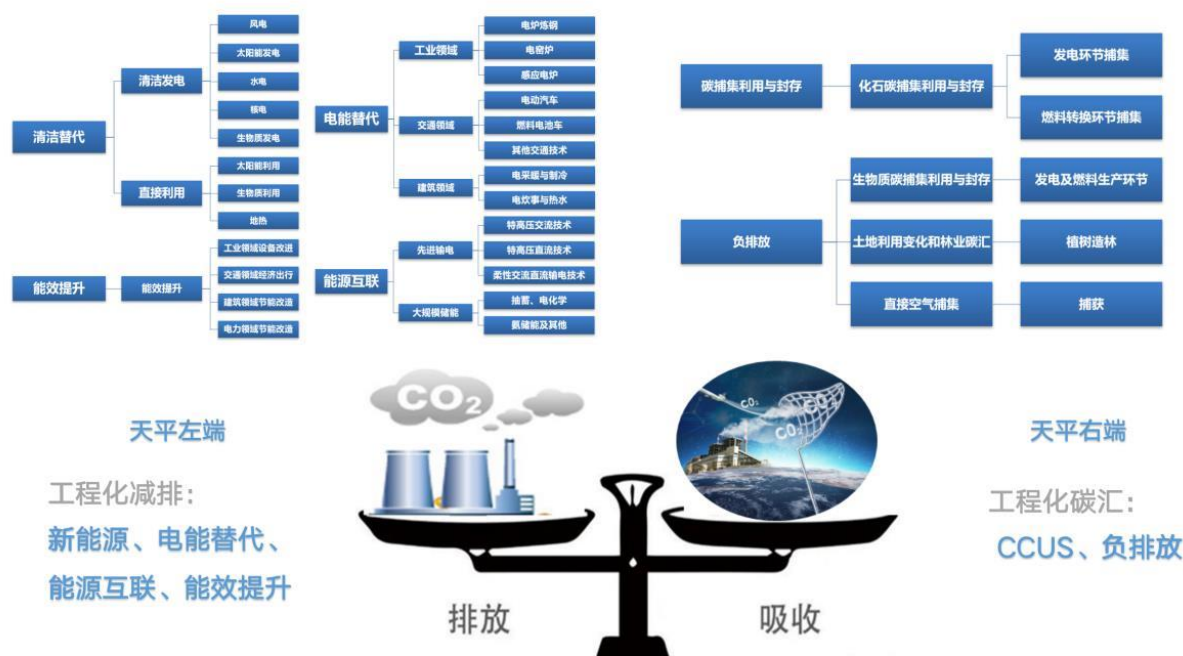 清洁替代
清洁发电
风电
太阳能发电
水电
核电
生物质发电
直接利用
太阳能利用
生物质利用
地热
能效提升
能效提升
工业领域设备改进
交通领域经济出行
建筑领域节能改造
电力领域节能改造
电能替代
工业领域
电炉炼钢
电窑炉
感应电炉
交通领域
电动汽车
燃料电池车
其他交通技术
建筑领域
电采暖与制冷
电炊事与热水
能源互联
先进输电
特高压交流技术
特高压直流技术
柔性交流直流输电技术
大规模储能
抽蓄、电化学
氢储能及其他
碳捕集利用与封存
化石碳捕集利用与封存
发电环节捕集
燃料转换环节捕集
负排放
生物质碳捕集利用与封存
发电及燃料生产环节
土地利用变化和林业碳汇
植树造林
直接空气捕集
捕获
天平左端
工程化减排：
新能源、电能替代、
能源互联、能效提升
CO2
排放
CO2
CO2
CO2
吸收
天平右端
工程化碳汇：
CCUS、负排放